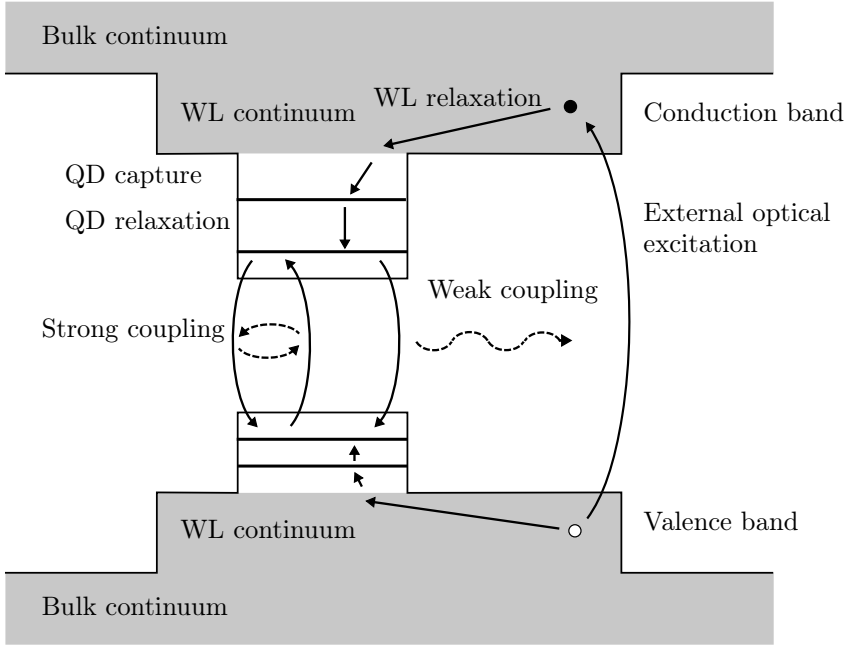 Bulk continuum
WL continuum
WL relaxation
Conduction band
QD capture
QD relaxation
External optical
excitation
Weak coupling
Strong coupling
WL continuum
Valence band
Bulk continuum